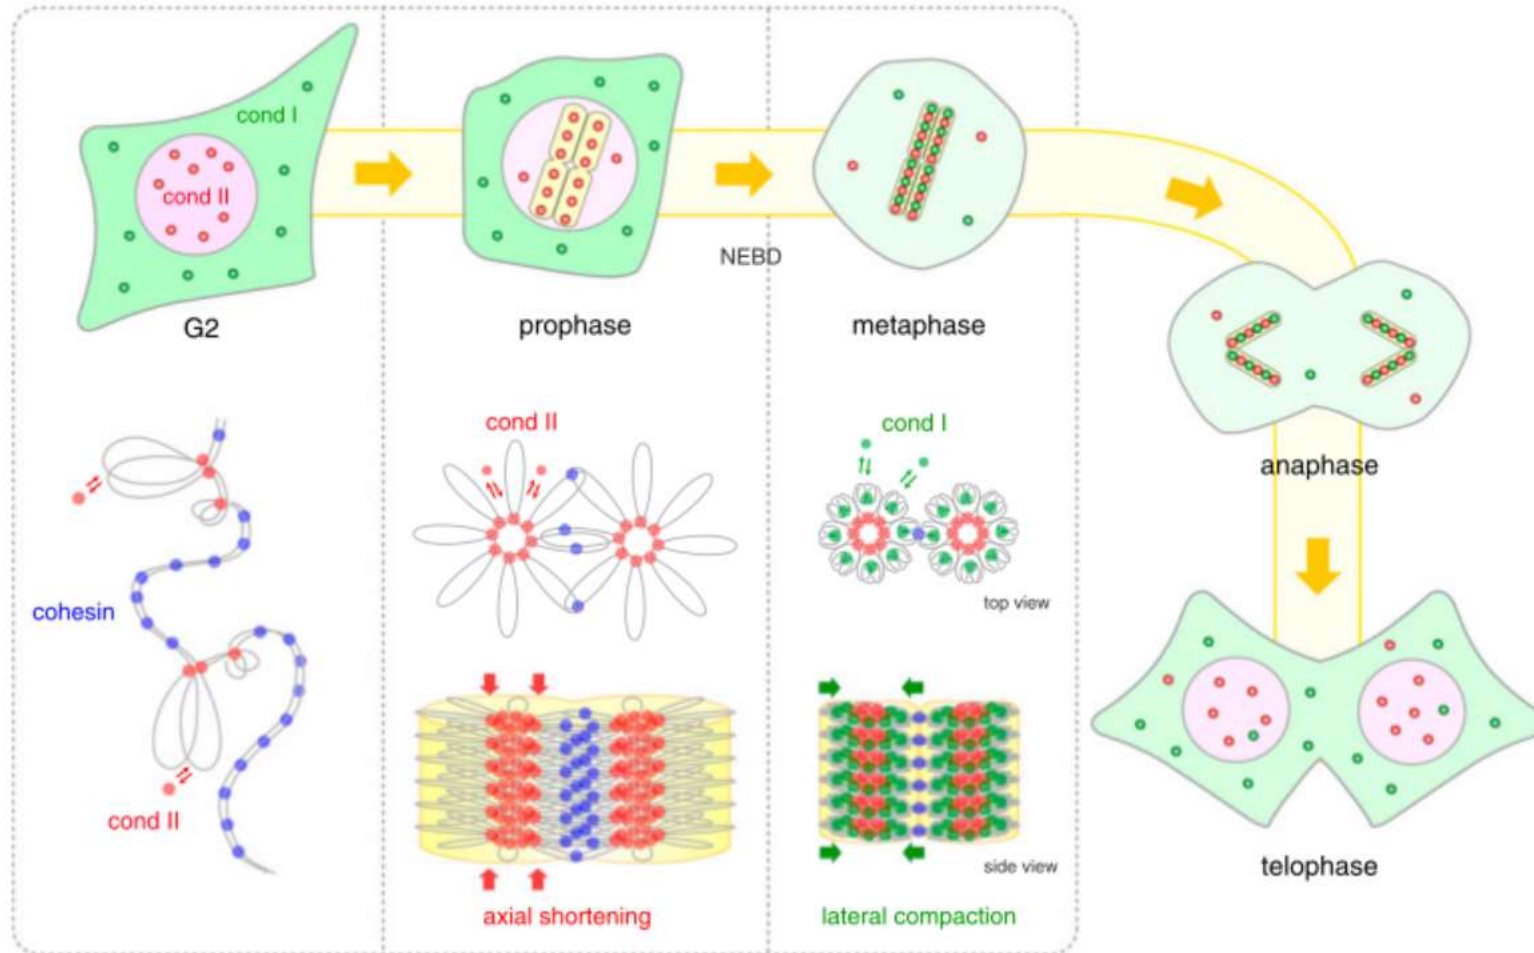 cond I
cond II
G2
prophase
NEBD
metaphase
anaphase
telophase
cohesin
cond II
cond II
axial shortening
cond I
top view
side view
lateral compaction